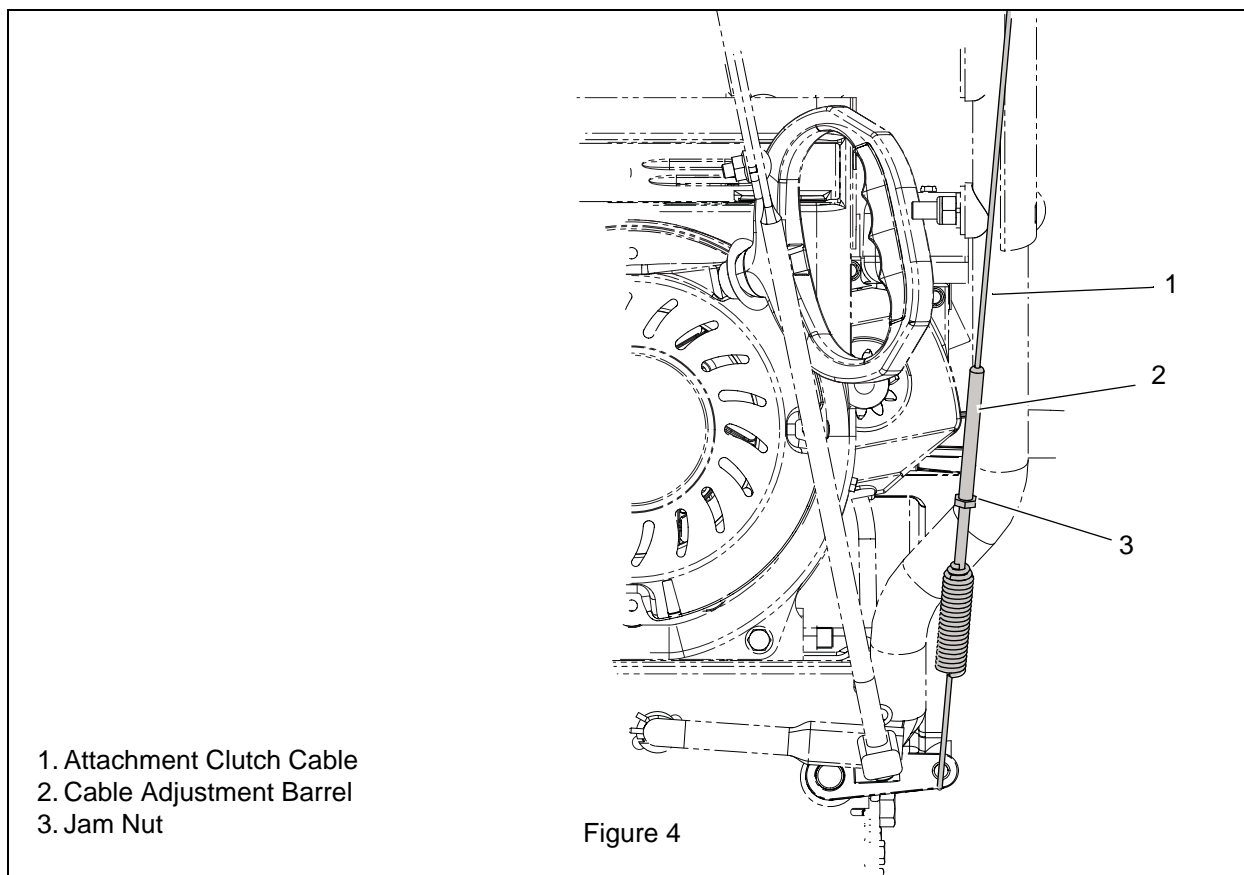 1
2
3
1. Attachment Clutch Cable
2. Cable Adjustment Barrel
3. Jam Nut
Figure 4